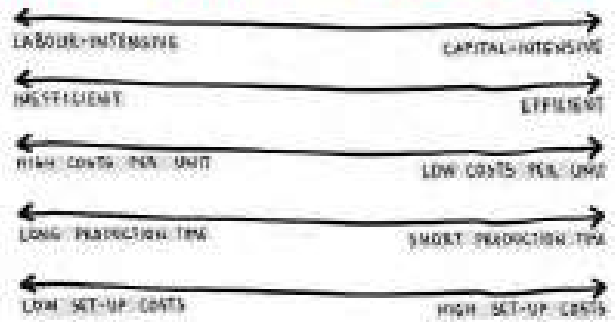 LABOUR-INTENSIVE CAPITAL-INTENSIVE
INEFFICIENT EFFICIENT
HIGH COSTS PER UNIT LOW COSTS PER UNIT
LONG PRODUCTION TIME SHORT PRODUCTION TIME
LOW SET-UP COSTS HIGH SET-UP COSTS